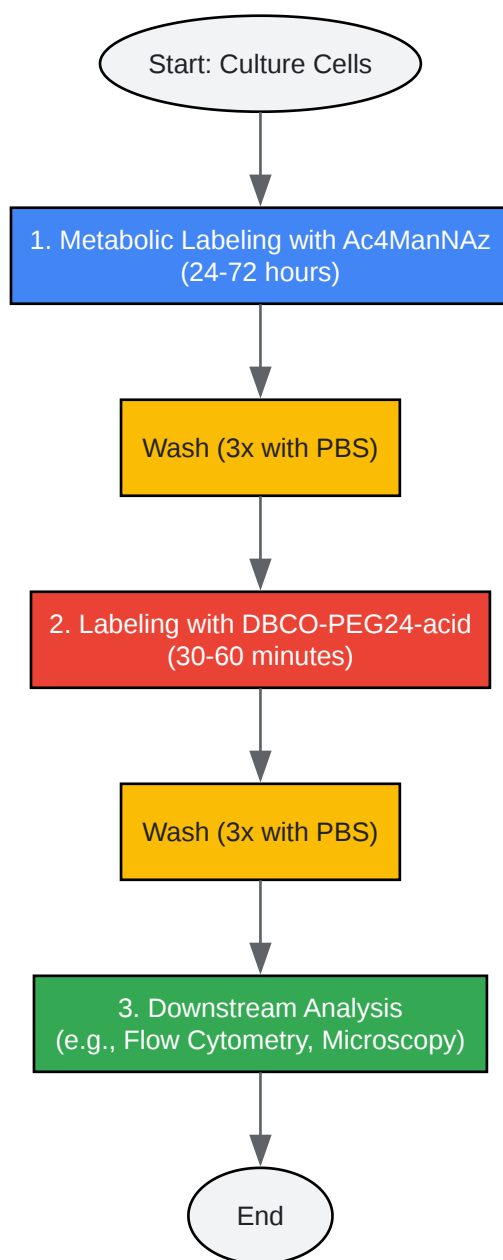 Start: Culture Cells
1. Metabolic Labeling with Ac4ManNAz
(24-72 hours)
Wash (3x with PBS)
2. Labeling with DBCO-PEG24-acid
(30-60 minutes)
Wash (3x with PBS)
3. Downstream Analysis
(e.g., Flow Cytometry, Microscopy)
End